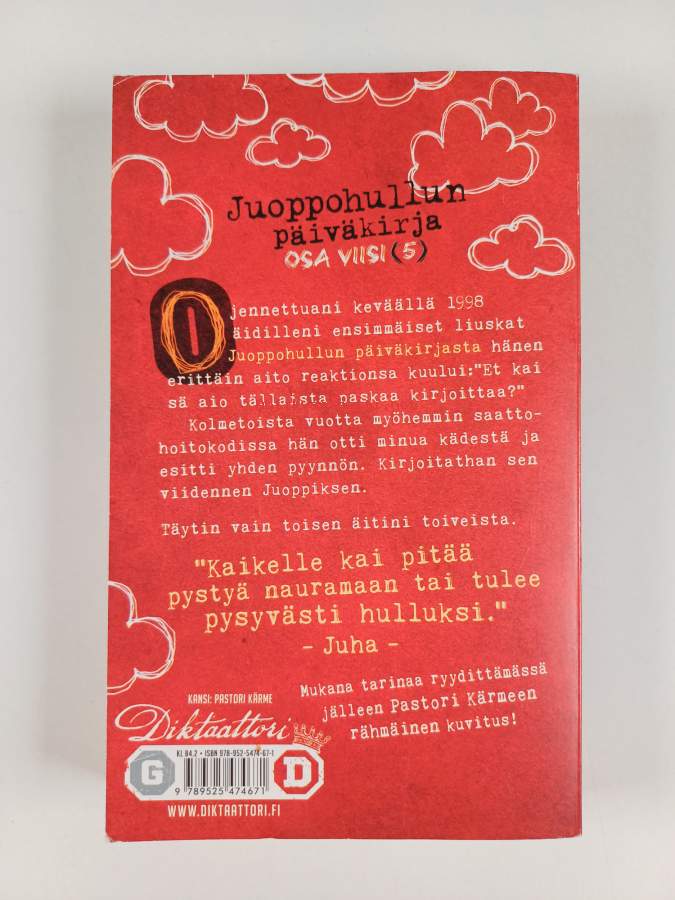 Juoppohullun
päiväkirja
OSA VIISI (5)
Ojennettuani keväällä 1998
äidilleni ensimmäiset liuskat
Juoppohullun päiväkirjasta hänen
erittäin aito reaktionsa kuului:"Et kai
sä aio tällaista paskaa kirjoittaa?"
Kolmetoista vuotta myöhemmin saatto-
hoitokodissa hän otti minua kädestä ja
esitti yhden pyynnön. Kirjoitathan sen
viidennen Juoppiksen.
Täytin vain toisen äitini toiveista.
"Kaikelle kai pitää
pystyä nauramaan tai tulee
pysyvästi hulluksi."
- Juha -
Mukana tarinaa ryydittämässä
jälleen Pastori Kärmeen
rähmäinen kuvitus!
KANSI: PASTORI KÄRME
Diktaattori
KL 84.2 • ISBN 978-952-5474-67-1
G
D
9 789525 474671
WWW.DIKTAATTORI.FI